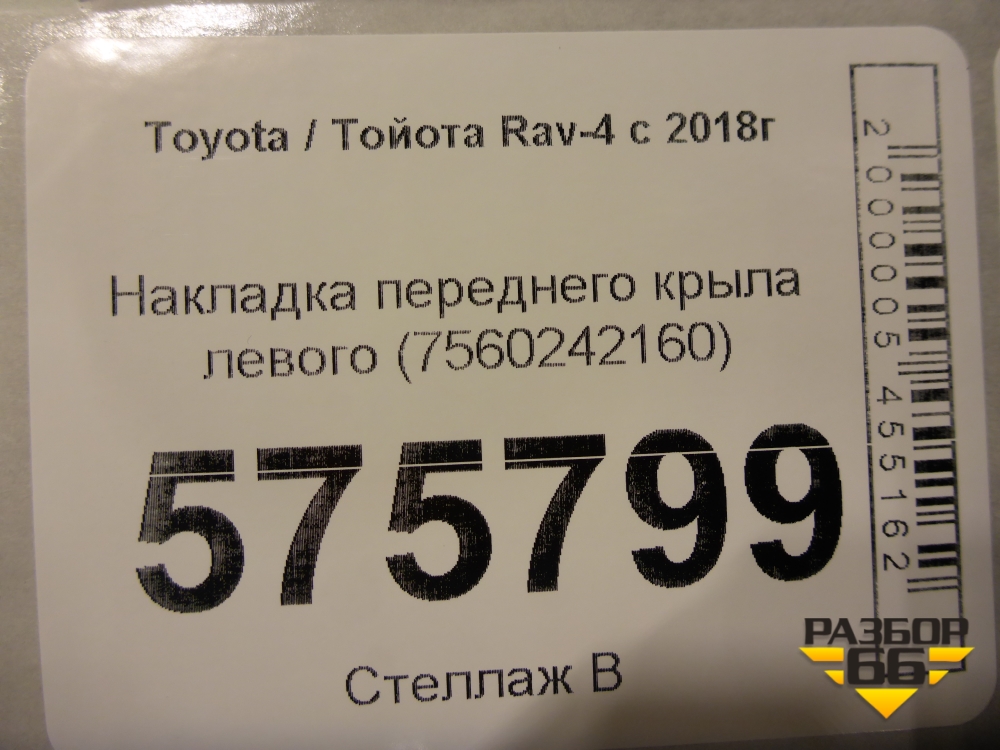 Toyota / Тойота Rav-4 с 2018г
Накладка переднего крыла
левого (7560242160)
575799
Стеллаж В
2000005455162
РАЗБОР
66